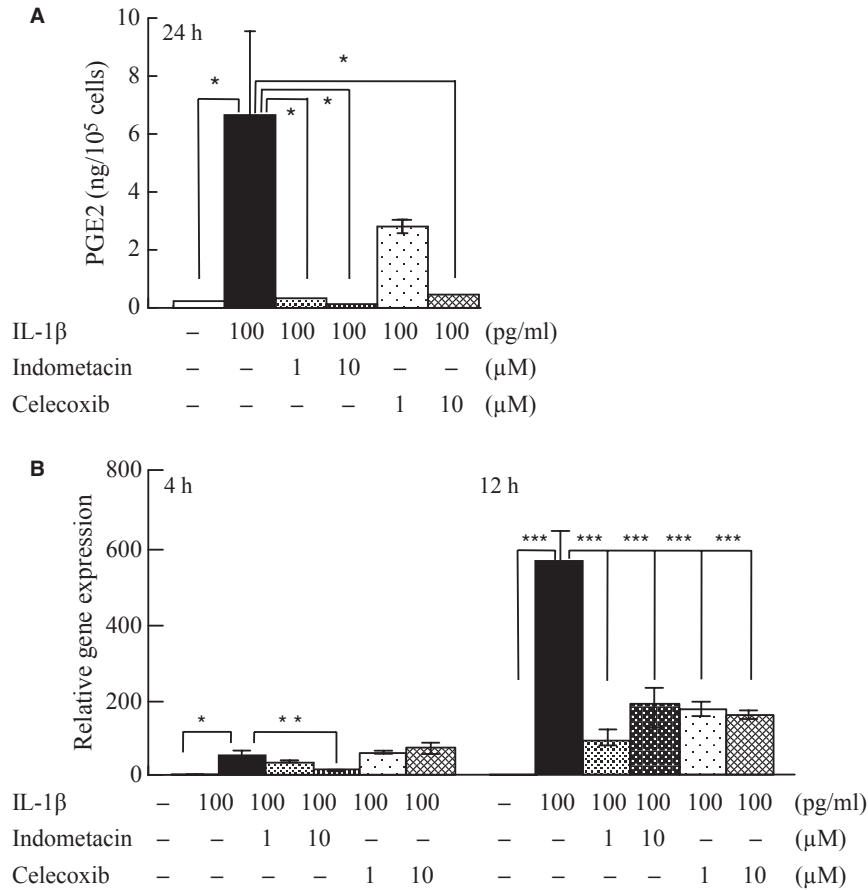 A
24 h
10
8
6
4
2
0
PGE2 (ng/10⁵ cells)
*
*
*
*
IL-1β – 100 100 100 100 100 (pg/ml)
Indometacin – – 1 10 – – (µM)
Celecoxib – – – – 1 10 (µM)
B
4 h 12 h
800
600
400
200
0
Relative gene expression
*** *** *** *** ***
* * *
IL-1β – 100 100 100 100 100 – 100 100 100 100 100 (pg/ml)
Indometacin – – 1 10 – – – – 1 10 – – (µM)
Celecoxib – – – – 1 10 – – – – 1 10 (µM)